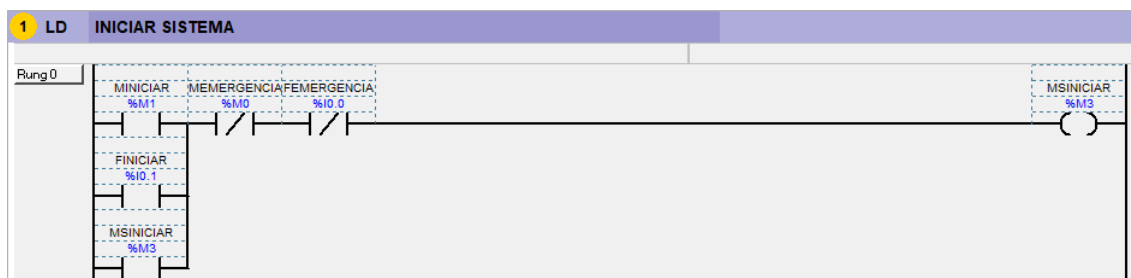 1 LD INICIAR SISTEMA
Rung 0
MINICIAR MEMERGENCIA FEMERGENCIA MSINICIAR
%M1 %M0 %I0.0 %M3
FINICIAR
%I0.1
MSINICIAR
%M3